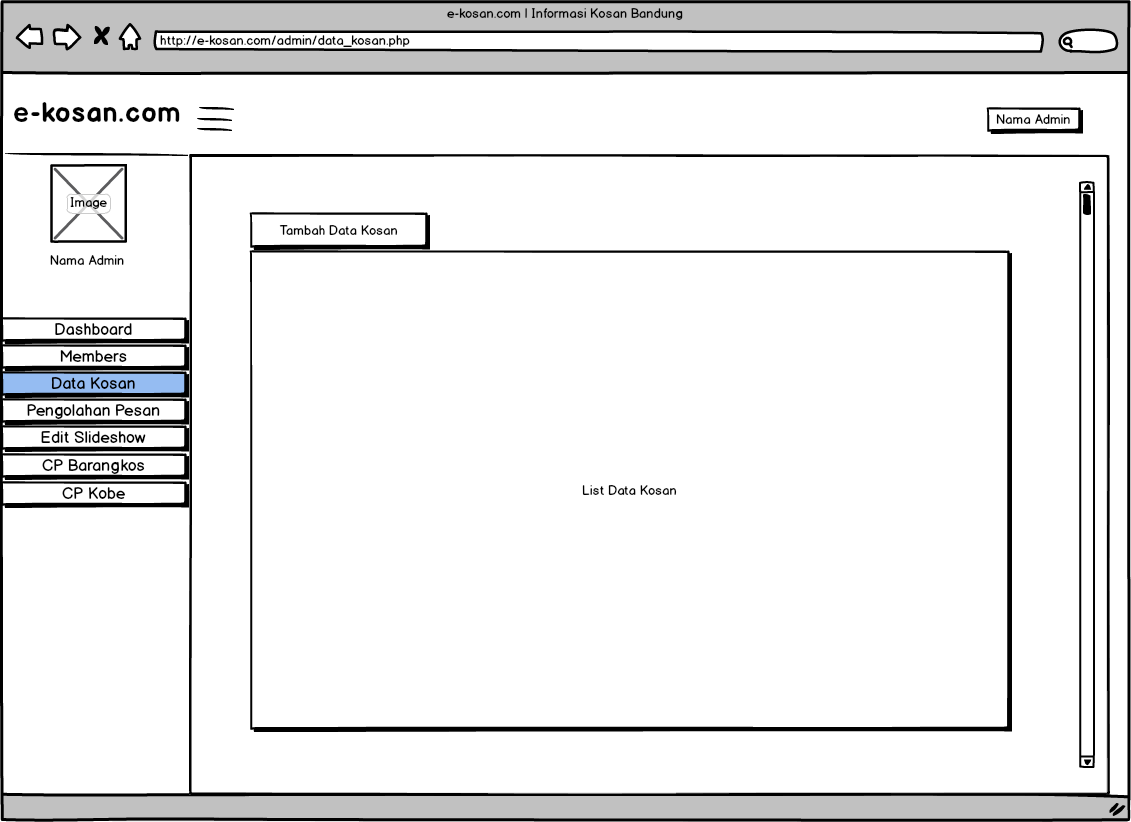 e-kosan.com | Informasi Kosan Bandung
http://e-kosan.com/admin/data_kosan.php
e-kosan.com
Nama Admin
Image
Nama Admin
Dashboard
Members
Data Kosan
Pengolahan Pesan
Edit Slideshow
CP Barangkos
CP Kobe
Tambah Data Kosan
List Data Kosan